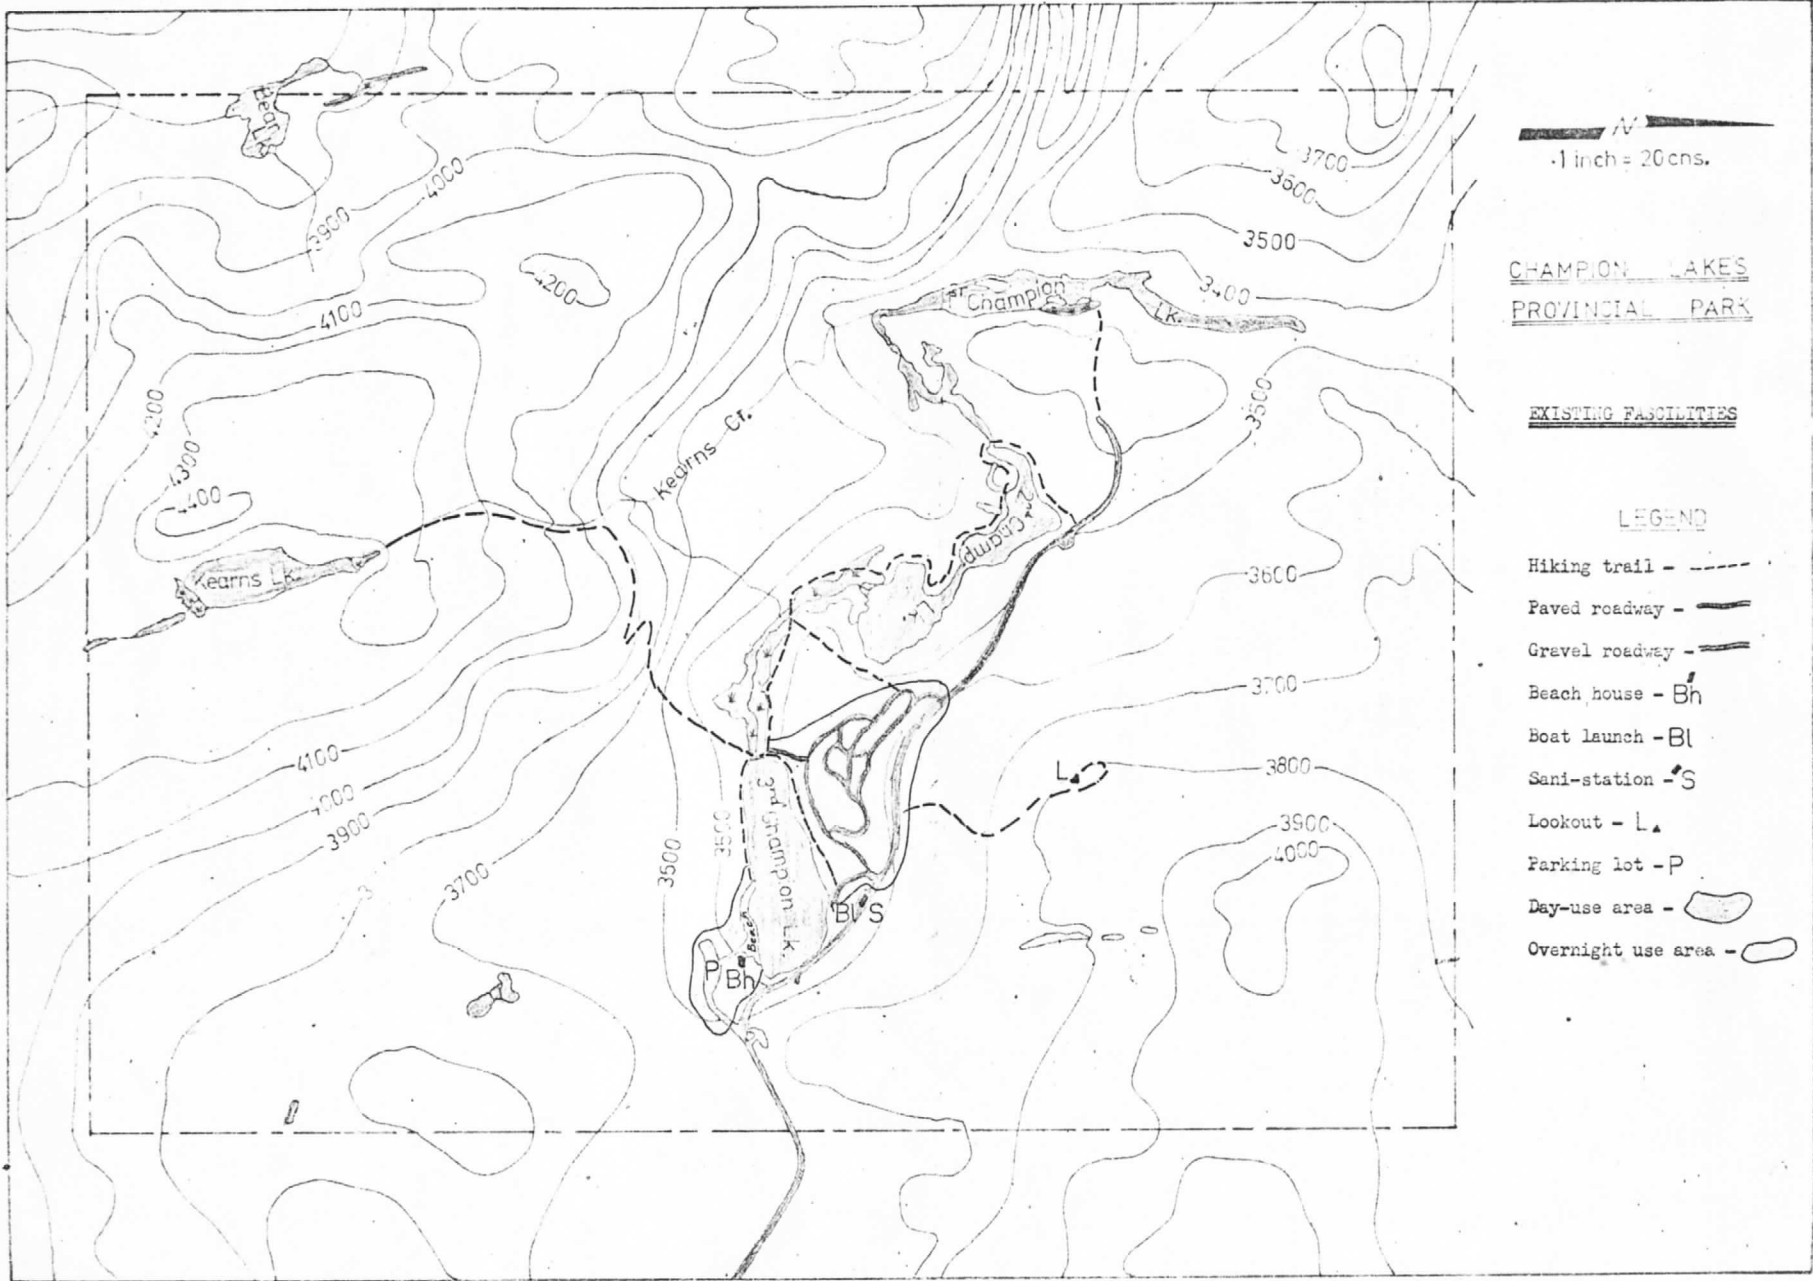 Bear L.
4000
3900
4200
4100
4200
4300
4400
Kearns Lk.
Kearns Cr.
1st Champion Lk.
2nd Champ Lk.
3rd Champion Lk.
3700
3600
3500
3400
3500
3600
3700
3800
3900
4000
L
4100
4000
3900
3700
3500
3500
Bl S
Beach
P Bh
N
1 inch = 20 cns.
CHAMPION LAKES
PROVINCIAL PARK
EXISTING FASCILITIES
LEGEND
Hiking trail -
Paved roadway -
Gravel roadway -
Beach house - Bh
Boat launch - Bl
Sani-station - S
Lookout - L
Parking lot - P
Day-use area -
Overnight use area -